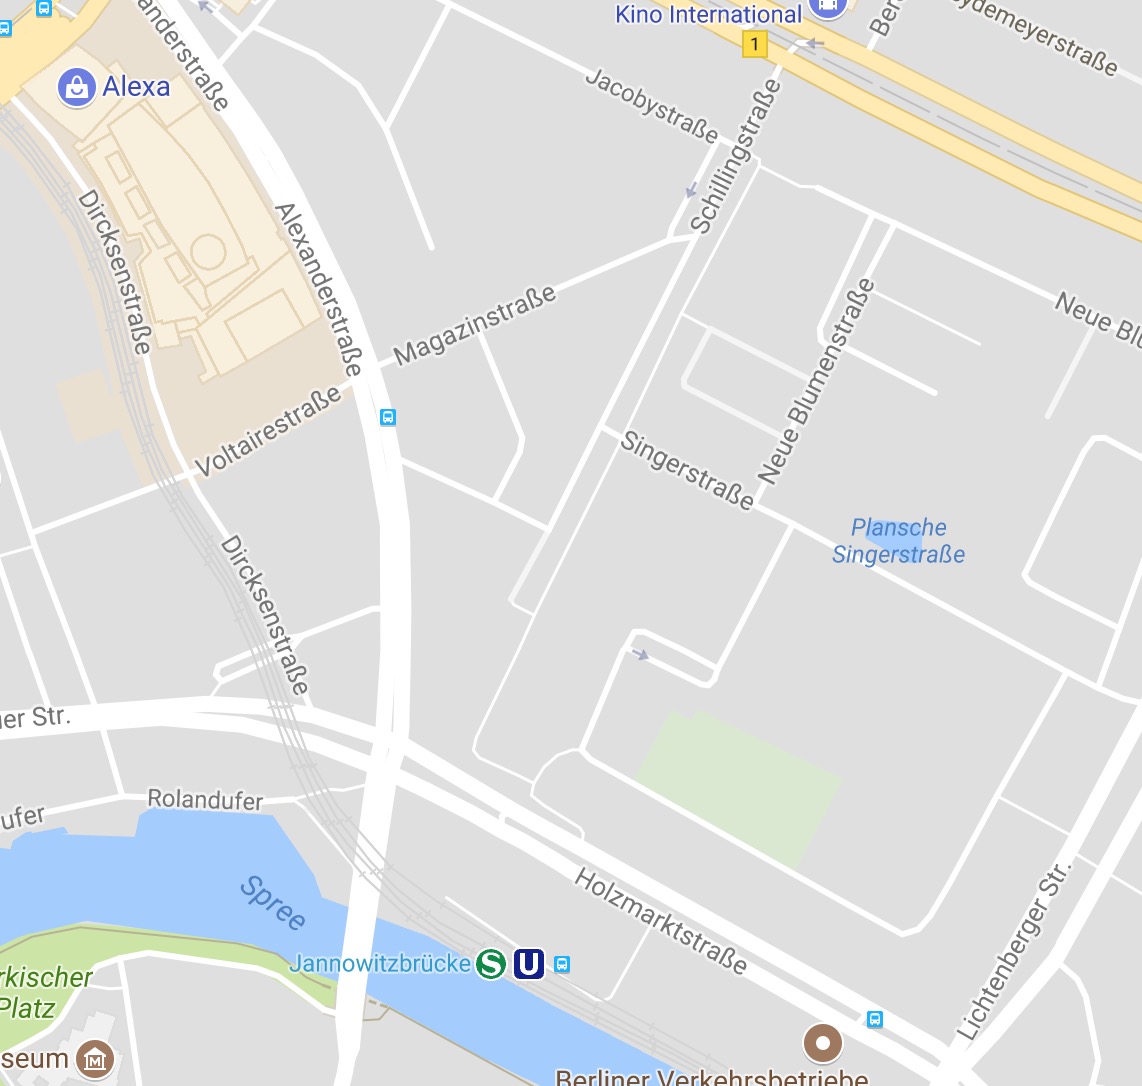 Kino International
1
Alexa
Jacobystraße
Schillingstraße
Dircksenstraße
Alexanderstraße
Magazinstraße
Neue Blumenstraße
Voltairestraße
Singerstraße
Plansche
Singerstraße
Dircksenstraße
Rolandufer
Spree
Holzmarktstraße
Lichtenberger Str.
Jannowitzbrücke
S
U
Platz
Berliner Verkehrsbetriebe